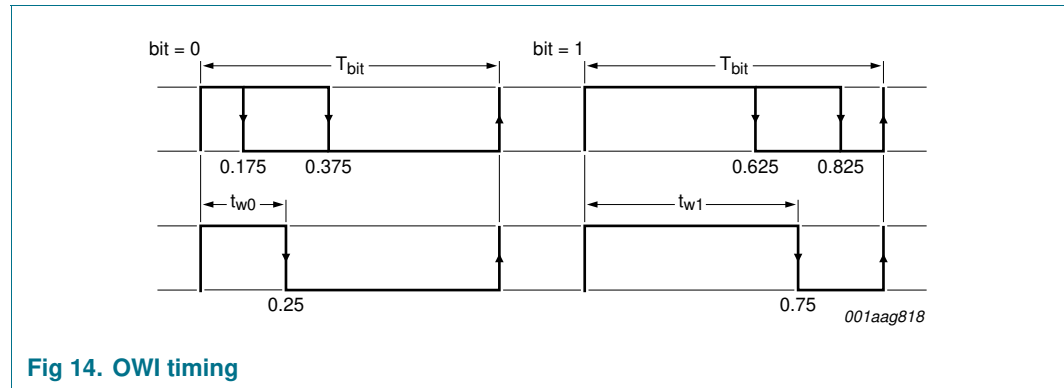 bit = 0
T_bit
bit = 1
T_bit
0.175
0.375
0.625
0.825
t_w0
t_w1
0.25
0.75
001aag818
Fig 14. OWI timing